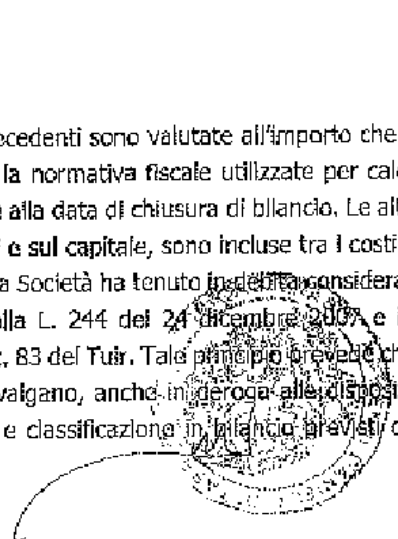 ecedenti sono valutate all'importo che
la normativa fiscale utilizzate per cal
alla data di chiusura di bilancio. Le al
e sul capitale, sono incluse tra i costi
a Società ha tenuto in debita considera
lla L. 244 del 24 dicembre 2007 e
, 83 del Tuir. Tale principio prevede ch
valgano, anche in deroga alle disposi
e classificazione in bilancio previsti